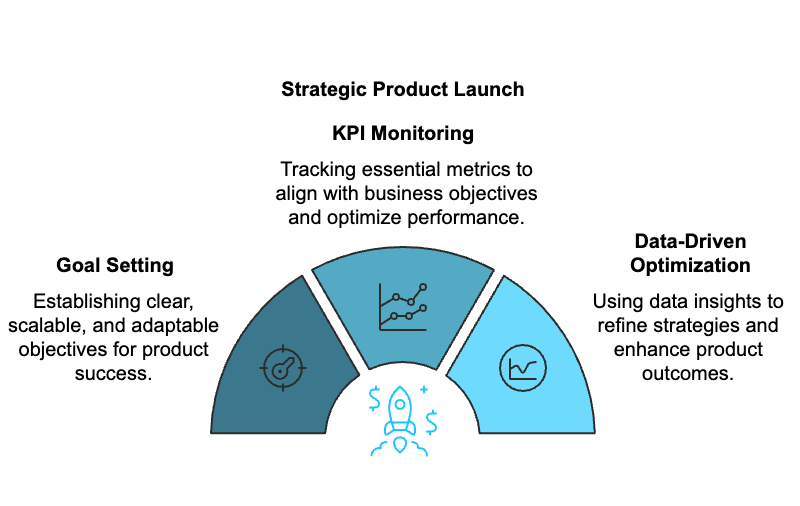 Strategic Product Launch
KPI Monitoring
Tracking essential metrics to
align with business objectives
and optimize performance.
Goal Setting
Establishing clear,
scalable, and adaptable
objectives for product
success.
Data-Driven
Optimization
Using data insights to
refine strategies and
enhance product
outcomes.
$
$